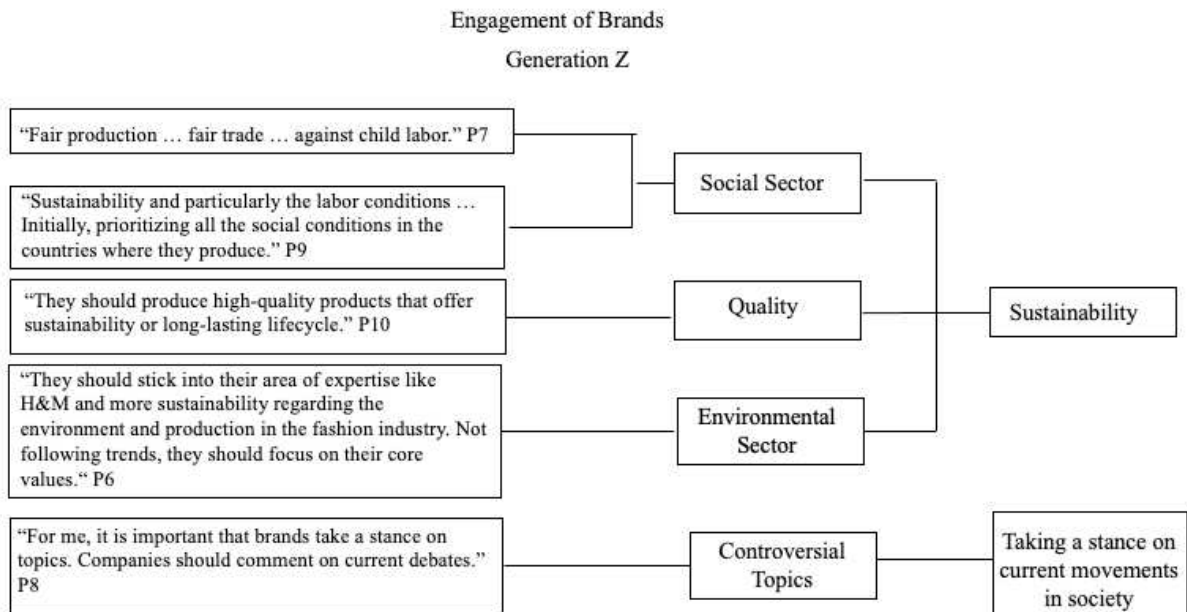 Engagement of Brands
Generation Z
“Fair production … fair trade … against child labor.” P7
“Sustainability and particularly the labor conditions …
Initially, prioritizing all the social conditions in the
countries where they produce.” P9
“They should produce high-quality products that offer
sustainability or long-lasting lifecycle.” P10
“They should stick into their area of expertise like
H&M and more sustainability regarding the
environment and production in the fashion industry. Not
following trends, they should focus on their core
values.“ P6
“For me, it is important that brands take a stance on
topics. Companies should comment on current debates.”
P8
Social Sector
Quality
Environmental
Sector
Controversial
Topics
Sustainability
Taking a stance on
current movements
in society